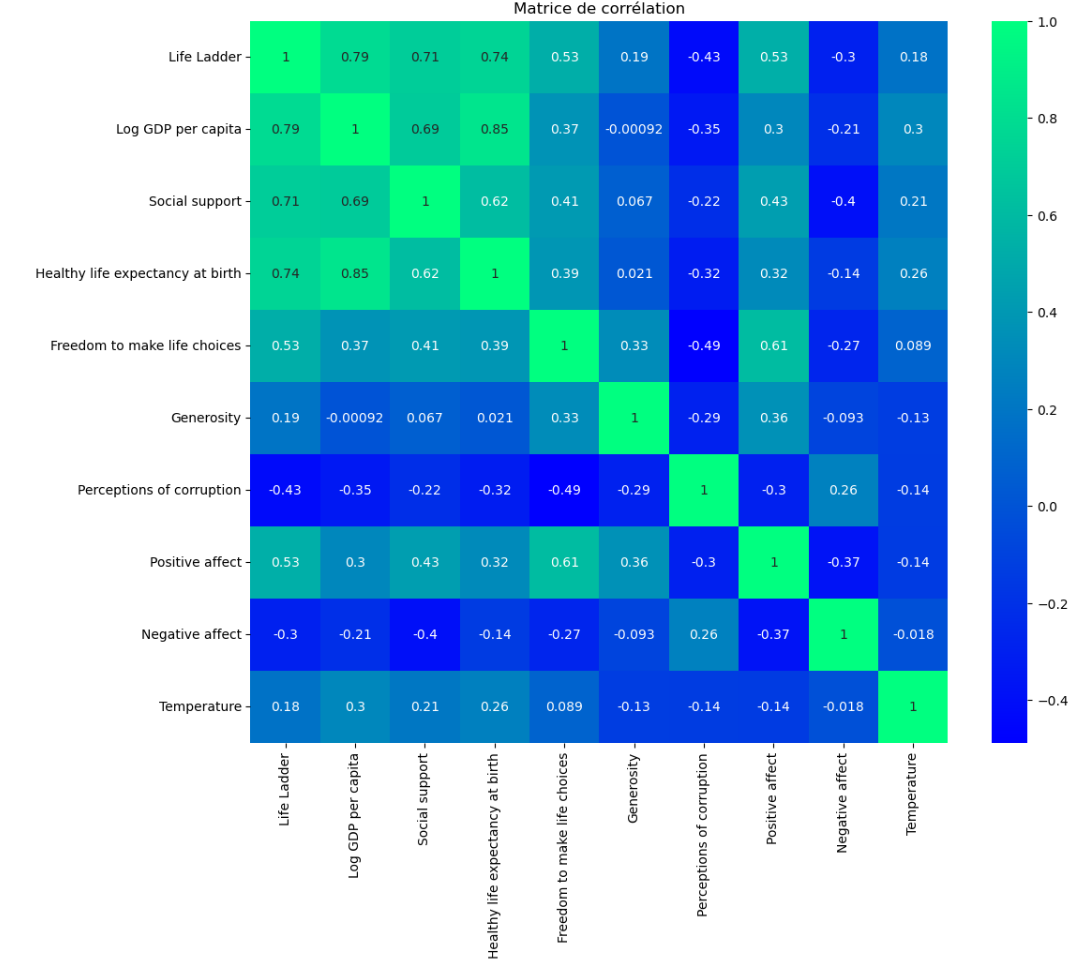 Matrice de corrélation
Life Ladder 1 0.79 0.71 0.74 0.53 0.19 -0.43 0.53 -0.3 0.18
Log GDP per capita 0.79 1 0.69 0.85 0.37 -0.00092 -0.35 0.3 -0.21 0.3
Social support 0.71 0.69 1 0.62 0.41 0.067 -0.22 0.43 -0.4 0.21
Healthy life expectancy at birth 0.74 0.85 0.62 1 0.39 0.021 -0.32 0.32 -0.14 0.26
Freedom to make life choices 0.53 0.37 0.41 0.39 1 0.33 -0.49 0.61 -0.27 0.089
Generosity 0.19 -0.00092 0.067 0.021 0.33 1 -0.29 0.36 -0.093 -0.13
Perceptions of corruption -0.43 -0.35 -0.22 -0.32 -0.49 -0.29 1 -0.3 0.26 -0.14
Positive affect 0.53 0.3 0.43 0.32 0.61 0.36 -0.3 1 -0.37 -0.14
Negative affect -0.3 -0.21 -0.4 -0.14 -0.27 -0.093 0.26 -0.37 1 -0.018
Temperature 0.18 0.3 0.21 0.26 0.089 -0.13 -0.14 -0.14 -0.018 1
Life Ladder
Log GDP per capita
Social support
Healthy life expectancy at birth
Freedom to make life choices
Generosity
Perceptions of corruption
Positive affect
Negative affect
Temperature
1.0
0.8
0.6
0.4
0.2
0.0
−0.2
−0.4